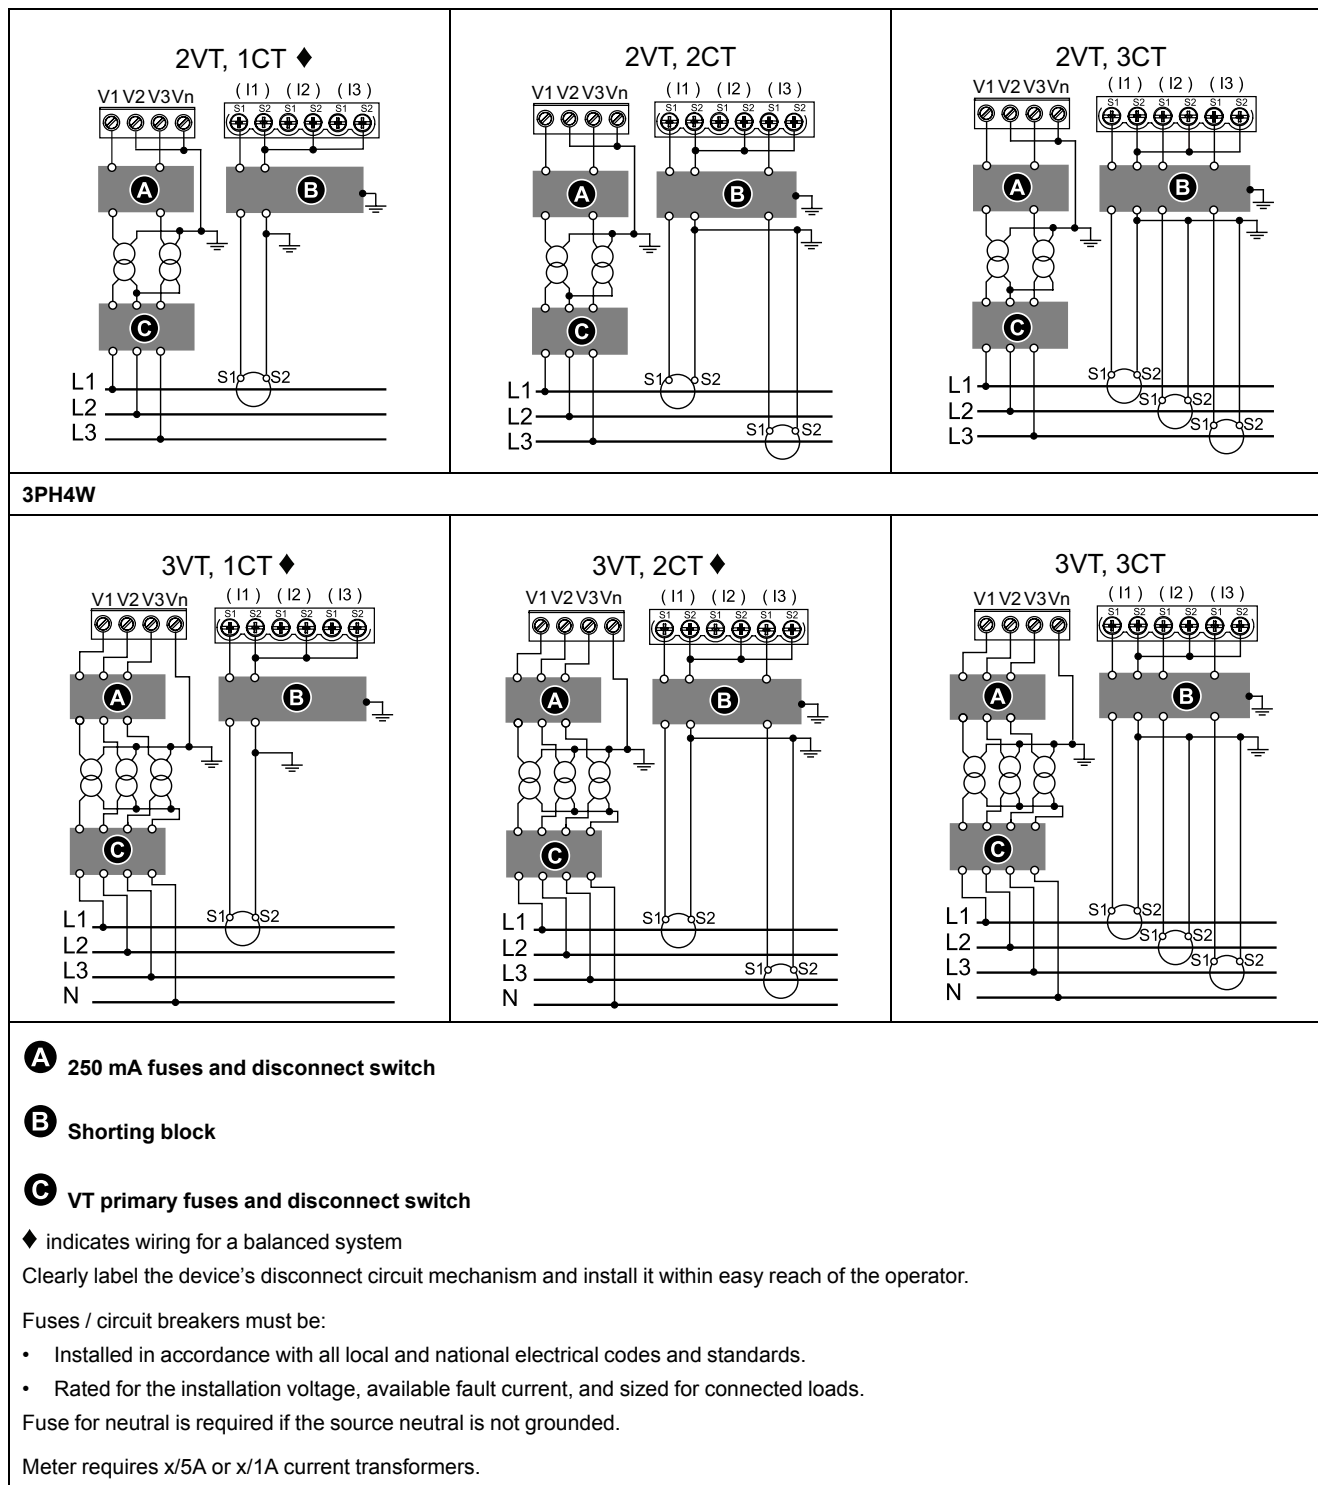 2VT, 1CT ♦
V1 V2 V3 Vn
( I1 ) ( I2 ) ( I3 )
S1 S2 S1 S2 S1 S2
A
B
C
S1 S2
L1
L2
L3
2VT, 2CT
V1 V2 V3 Vn
( I1 ) ( I2 ) ( I3 )
S1 S2 S1 S2 S1 S2
A
B
C
S1 S2
L1
L2
S1 S2
L3
2VT, 3CT
V1 V2 V3 Vn
( I1 ) ( I2 ) ( I3 )
S1 S2 S1 S2 S1 S2
A
B
C
S1 S2
L1
S1 S2
L2
S1 S2
L3
3PH4W
3VT, 1CT ♦
V1 V2 V3 Vn
( I1 ) ( I2 ) ( I3 )
S1 S2 S1 S2 S1 S2
A
B
C
S1 S2
L1
L2
L3
N
3VT, 2CT ♦
V1 V2 V3 Vn
( I1 ) ( I2 ) ( I3 )
S1 S2 S1 S2 S1 S2
A
B
C
S1 S2
L1
L2
S1 S2
L3
N
3VT, 3CT
V1 V2 V3 Vn
( I1 ) ( I2 ) ( I3 )
S1 S2 S1 S2 S1 S2
A
B
C
S1 S2
L1
S1 S2
L2
S1 S2
L3
N
A 250 mA fuses and disconnect switch
B Shorting block
C VT primary fuses and disconnect switch
♦ indicates wiring for a balanced system
Clearly label the device’s disconnect circuit mechanism and install it within easy reach of the operator.
Fuses / circuit breakers must be:
• Installed in accordance with all local and national electrical codes and standards.
• Rated for the installation voltage, available fault current, and sized for connected loads.
Fuse for neutral is required if the source neutral is not grounded.
Meter requires x/5A or x/1A current transformers.